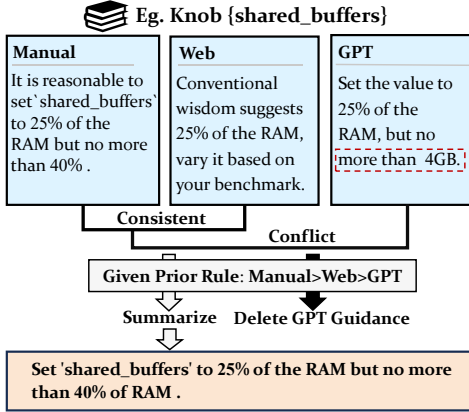 Eg. Knob {shared_buffers}
Manual
It is reasonable to
set`shared_buffers`
to 25% of the
RAM but no more
than 40% .
Web
Conventional
wisdom suggests
25% of the RAM,
vary it based on
your benchmark.
GPT
Set the value to
25% of the
RAM, but no
more than 4GB.
Consistent
Conflict
Given Prior Rule: Manual>Web>GPT
Summarize
Delete GPT Guidance
Set 'shared_buffers' to 25% of the RAM but no more
than 40% of RAM .